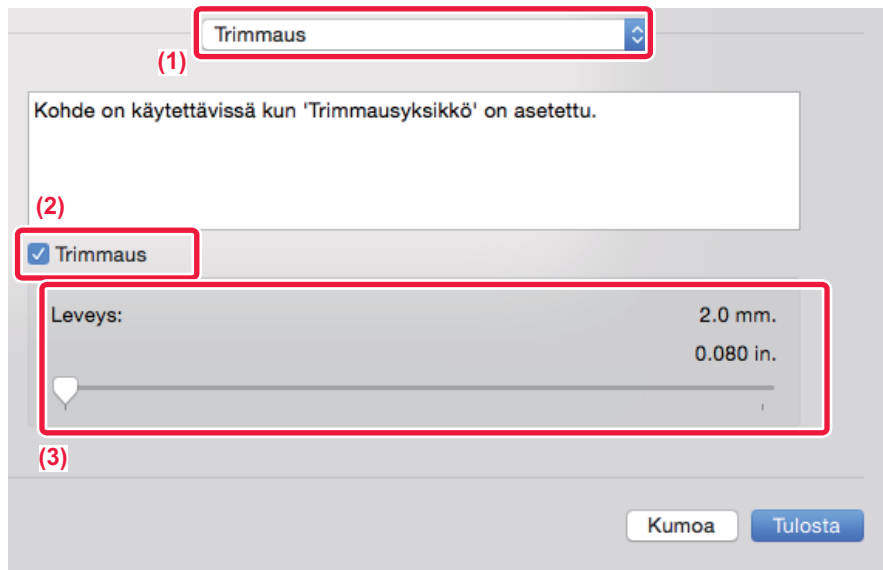 Trimmaus
(1)
Kohde on käytettävissä kun 'Trimmausyksikkö' on asetettu.
(2)
Trimmaus
Leveys: 2.0 mm.
0.080 in.
(3)
Kumoa Tulosta